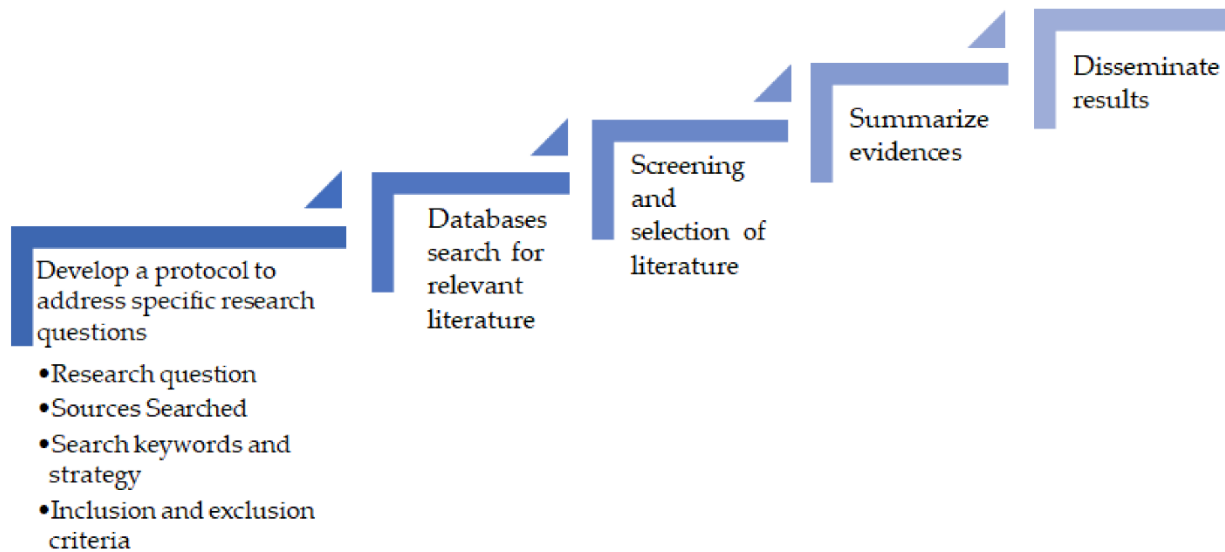 Develop a protocol to
address specific research
questions
•Research question
•Sources Searched
•Search keywords and
strategy
•Inclusion and exclusion
criteria
Databases
search for
relevant
literature
Screening
and
selection of
literature
Summarize
evidences
Disseminate
results